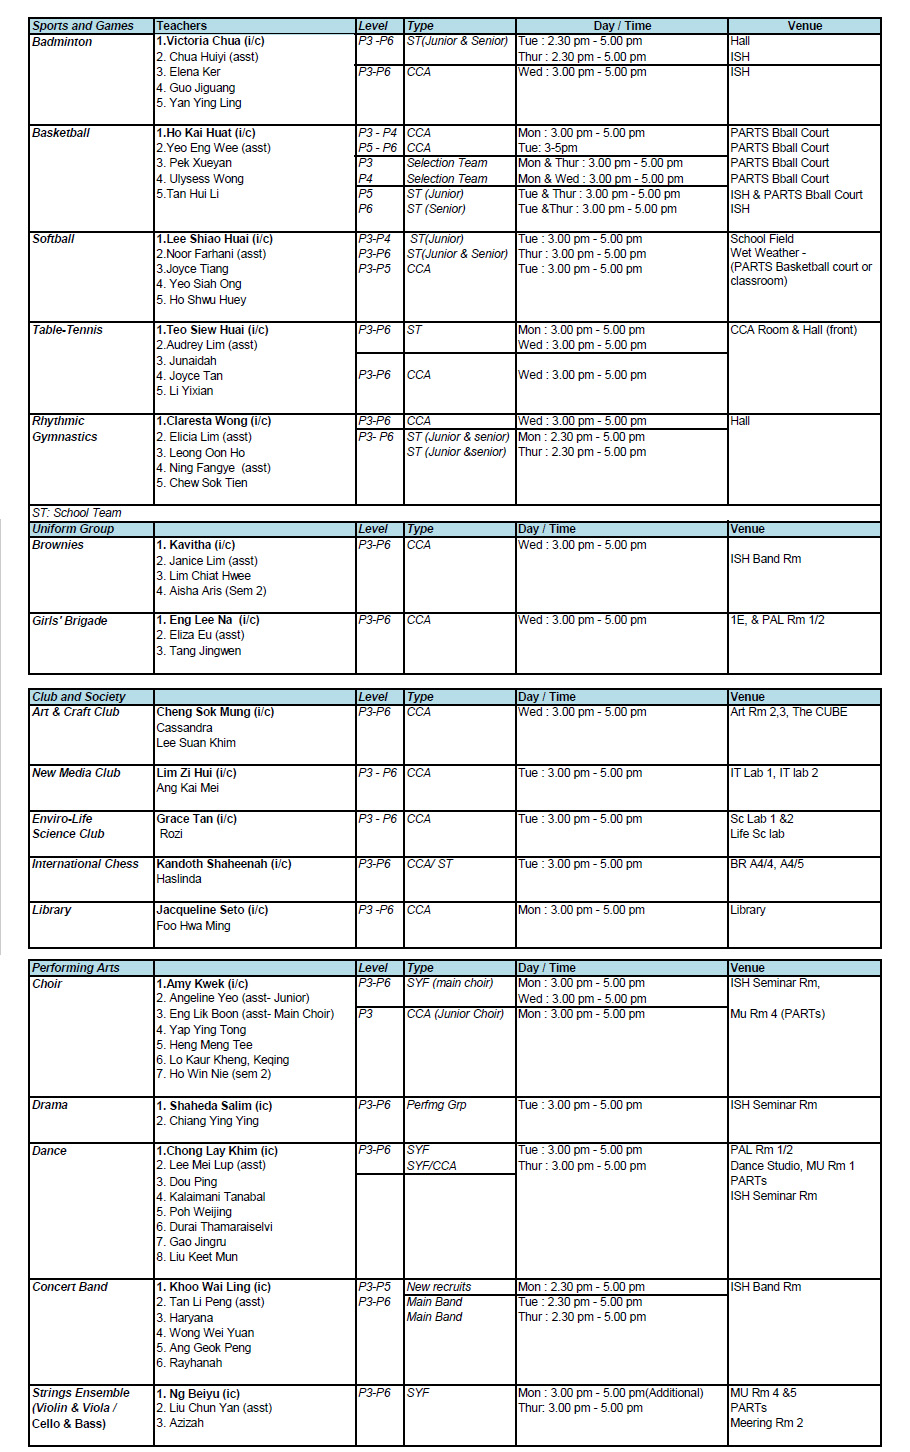 Sports and Games Teachers Level Type Day / Time Venue
Badminton 1.Victoria Chua (i/c) P3 -P6 ST(Junior & Senior) Tue : 2.30 pm - 5.00 pm Hall
2. Chua Huiyi (asst) Thur : 2.30 pm - 5.00 pm ISH
3. Elena Ker P3-P6 CCA Wed : 3.00 pm - 5.00 pm ISH
4. Guo Jiguang
5. Yan Ying Ling
Basketball 1.Ho Kai Huat (i/c) P3 - P4 CCA Mon : 3.00 pm - 5.00 pm PARTS Bball Court
2.Yeo Eng Wee (asst) P5 - P6 CCA Tue: 3-5pm PARTS Bball Court
3. Pek Xueyan P3 Selection Team Mon & Thur : 3.00 pm - 5.00 pm PARTS Bball Court
4. Ulysess Wong P4 Selection Team Mon & Wed : 3.00 pm - 5.00 pm PARTS Bball Court
5.Tan Hui Li P5 ST (Junior) Tue & Thur : 3.00 pm - 5.00 pm ISH & PARTS Bball Court
P6 ST (Senior) Tue &Thur : 3.00 pm - 5.00 pm ISH
Softball 1.Lee Shiao Huai (i/c) P3-P4 ST(Junior) Tue : 3.00 pm - 5.00 pm School Field
2.Noor Farhani (asst) P3-P6 ST(Junior & Senior) Thur : 3.00 pm - 5.00 pm Wet Weather -
3.Joyce Tiang P3-P5 CCA Tue : 3.00 pm - 5.00 pm (PARTS Basketball court or
4. Yeo Siah Ong classroom)
5. Ho Shwu Huey
Table-Tennis 1.Teo Siew Huai (i/c) P3-P6 ST Mon : 3.00 pm - 5.00 pm CCA Room & Hall (front)
2.Audrey Lim (asst) Wed : 3.00 pm - 5.00 pm
3. Junaidah
4. Joyce Tan P3-P6 CCA Wed : 3.00 pm - 5.00 pm
5. Li Yixian
Rhythmic 1.Claresta Wong (i/c) P3-P6 CCA Wed : 3.00 pm - 5.00 pm Hall
Gymnastics 2. Elicia Lim (asst) P3- P6 ST (Junior & senior) Mon : 2.30 pm - 5.00 pm
3. Leong Oon Ho ST (Junior &senior) Thur : 2.30 pm - 5.00 pm
4. Ning Fangye (asst)
5. Chew Sok Tien
ST: School Team
Uniform Group Level Type Day / Time Venue
Brownies 1. Kavitha (i/c) P3-P6 CCA Wed : 3.00 pm - 5.00 pm
2. Janice Lim (asst) ISH Band Rm
3. Lim Chiat Hwee
4. Aisha Aris (Sem 2)
Girls' Brigade 1. Eng Lee Na (i/c) P3-P6 CCA Wed : 3.00 pm - 5.00 pm 1E, & PAL Rm 1/2
2. Eliza Eu (asst)
3. Tang Jingwen
Club and Society Level Type Day / Time Venue
Art & Craft Club Cheng Sok Mung (i/c) P3-P6 CCA Wed : 3.00 pm - 5.00 pm Art Rm 2,3, The CUBE
Cassandra
Lee Suan Khim
New Media Club Lim Zi Hui (i/c) P3 - P6 CCA Tue : 3.00 pm - 5.00 pm IT Lab 1, IT lab 2
Ang Kai Mei
Enviro-Life Grace Tan (i/c) P3 - P6 CCA Tue : 3.00 pm - 5.00 pm Sc Lab 1 &2
Science Club Rozi Life Sc lab
International Chess Kandoth Shaheenah (i/c) P3-P6 CCA/ ST Tue : 3.00 pm - 5.00 pm BR A4/4, A4/5
Haslinda
Library Jacqueline Seto (i/c) P3 -P6 CCA Mon : 3.00 pm - 5.00 pm Library
Foo Hwa Ming
Performing Arts Level Type Day / Time Venue
Choir 1.Amy Kwek (i/c) P3-P6 SYF (main choir) Mon : 3.00 pm - 5.00 pm ISH Seminar Rm,
2. Angeline Yeo (asst- Junior) Wed : 3.00 pm - 5.00 pm
3. Eng Lik Boon (asst- Main Choir) P3 CCA (Junior Choir) Mon : 3.00 pm - 5.00 pm Mu Rm 4 (PARTs)
4. Yap Ying Tong
5. Heng Meng Tee
6. Lo Kaur Kheng, Keqing
7. Ho Win Nie (sem 2)
Drama 1. Shaheda Salim (ic) P3-P6 Perfmg Grp Tue : 3.00 pm - 5.00 pm ISH Seminar Rm
2. Chiang Ying Ying
Dance 1.Chong Lay Khim (ic) P3-P6 SYF Tue : 3.00 pm - 5.00 pm PAL Rm 1/2
2. Lee Mei Lup (asst) SYF/CCA Thur : 3.00 pm - 5.00 pm Dance Studio, MU Rm 1
3. Dou Ping PARTs
4. Kalaimani Tanabal ISH Seminar Rm
5. Poh Weijing
6. Durai Thamaraiselvi
7. Gao Jingru
8. Liu Keet Mun
Concert Band 1. Khoo Wai Ling (ic) P3-P5 New recruits Mon : 2.30 pm - 5.00 pm ISH Band Rm
2. Tan Li Peng (asst) P3-P6 Main Band Tue : 2.30 pm - 5.00 pm
3. Haryana Main Band Thur : 2.30 pm - 5.00 pm
4. Wong Wei Yuan
5. Ang Geok Peng
6. Rayhanah
Strings Ensemble 1. Ng Beiyu (ic) P3-P6 SYF Mon : 3.00 pm - 5.00 pm(Additional) MU Rm 4 &5
(Violin & Viola / 2. Liu Chun Yan (asst) Thur: 3.00 pm - 5.00 pm PARTs
Cello & Bass) 3. Azizah Meering Rm 2